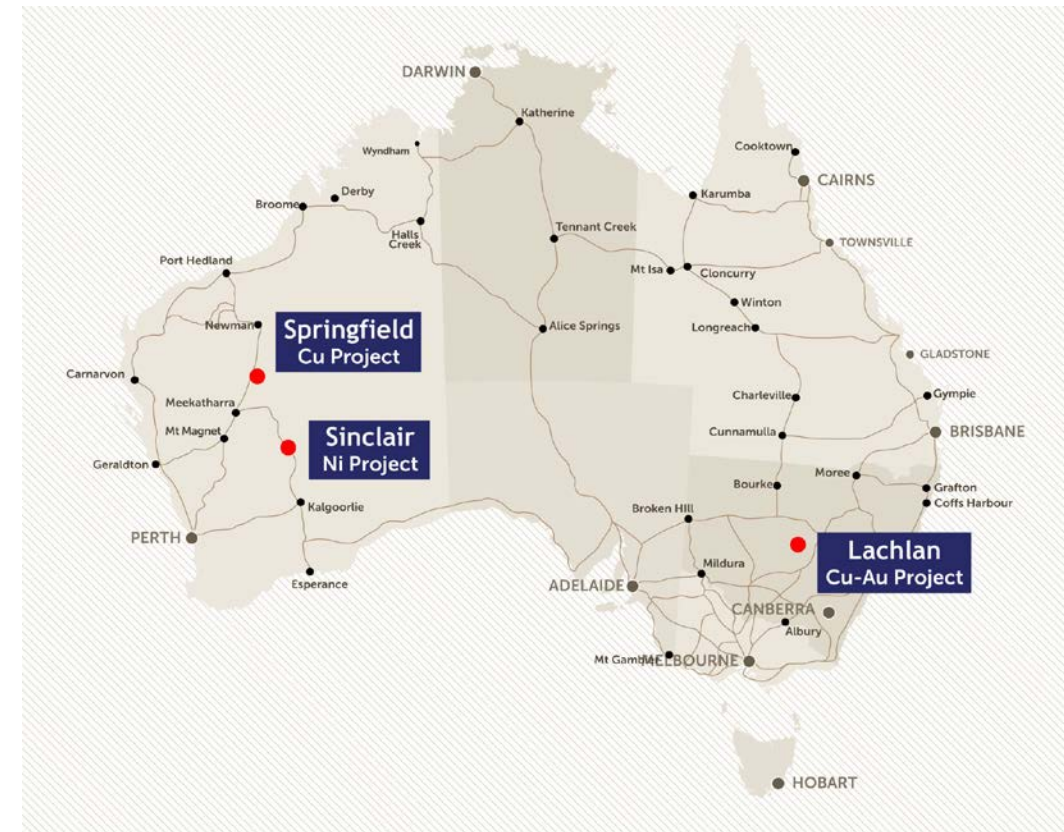 DARWIN
Katherine
Cooktown
Wyndham
CAIRNS
Derby
Karumba
Broome
Halls
Creek
Tennant Creek
TOWNSVILLE
Port Hedland
Mt Isa
Cloncurry
Winton
Newman
Springfield
Cu Project
Alice Springs
Longreach
GLADSTONE
Carnarvon
Meekatharra
Charleville
Gympie
Mt Magnet
Sinclair
Ni Project
Cunnamulla
BRISBANE
Geraldton
Moree
Bourke
Grafton
Coffs Harbour
Kalgoorlie
Broken Hill
PERTH
Lachlan
Cu-Au Project
Mildura
Esperance
ADELAIDE
CANBERRA
Albury
Mt Gambier
MELBOURNE
HOBART